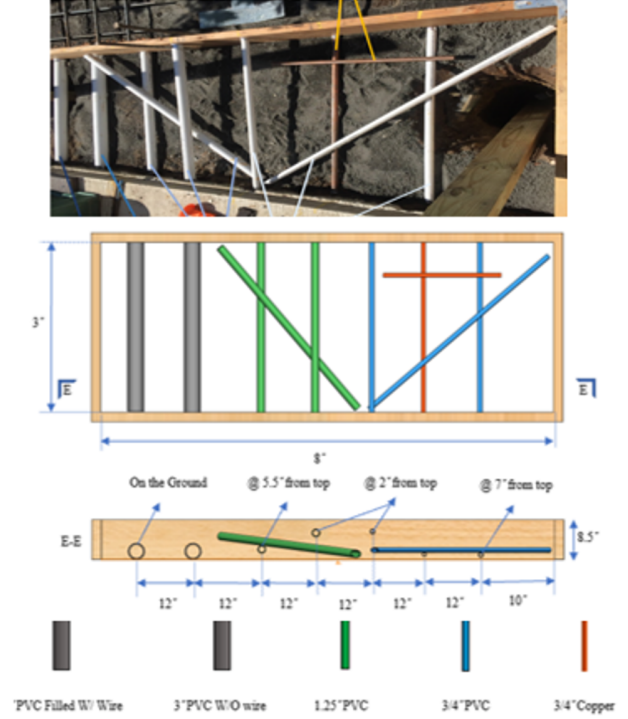 3"
E
E
8"
On the Ground
@ 5.5" from top
@ 2" from top
@ 7" from top
E-E
8.5"
12"
12"
12"
12"
12"
12"
10"
"PVC Filled W/ Wire
3"PVC W/O wire
1.25"PVC
3/4"PVC
3/4"Copper